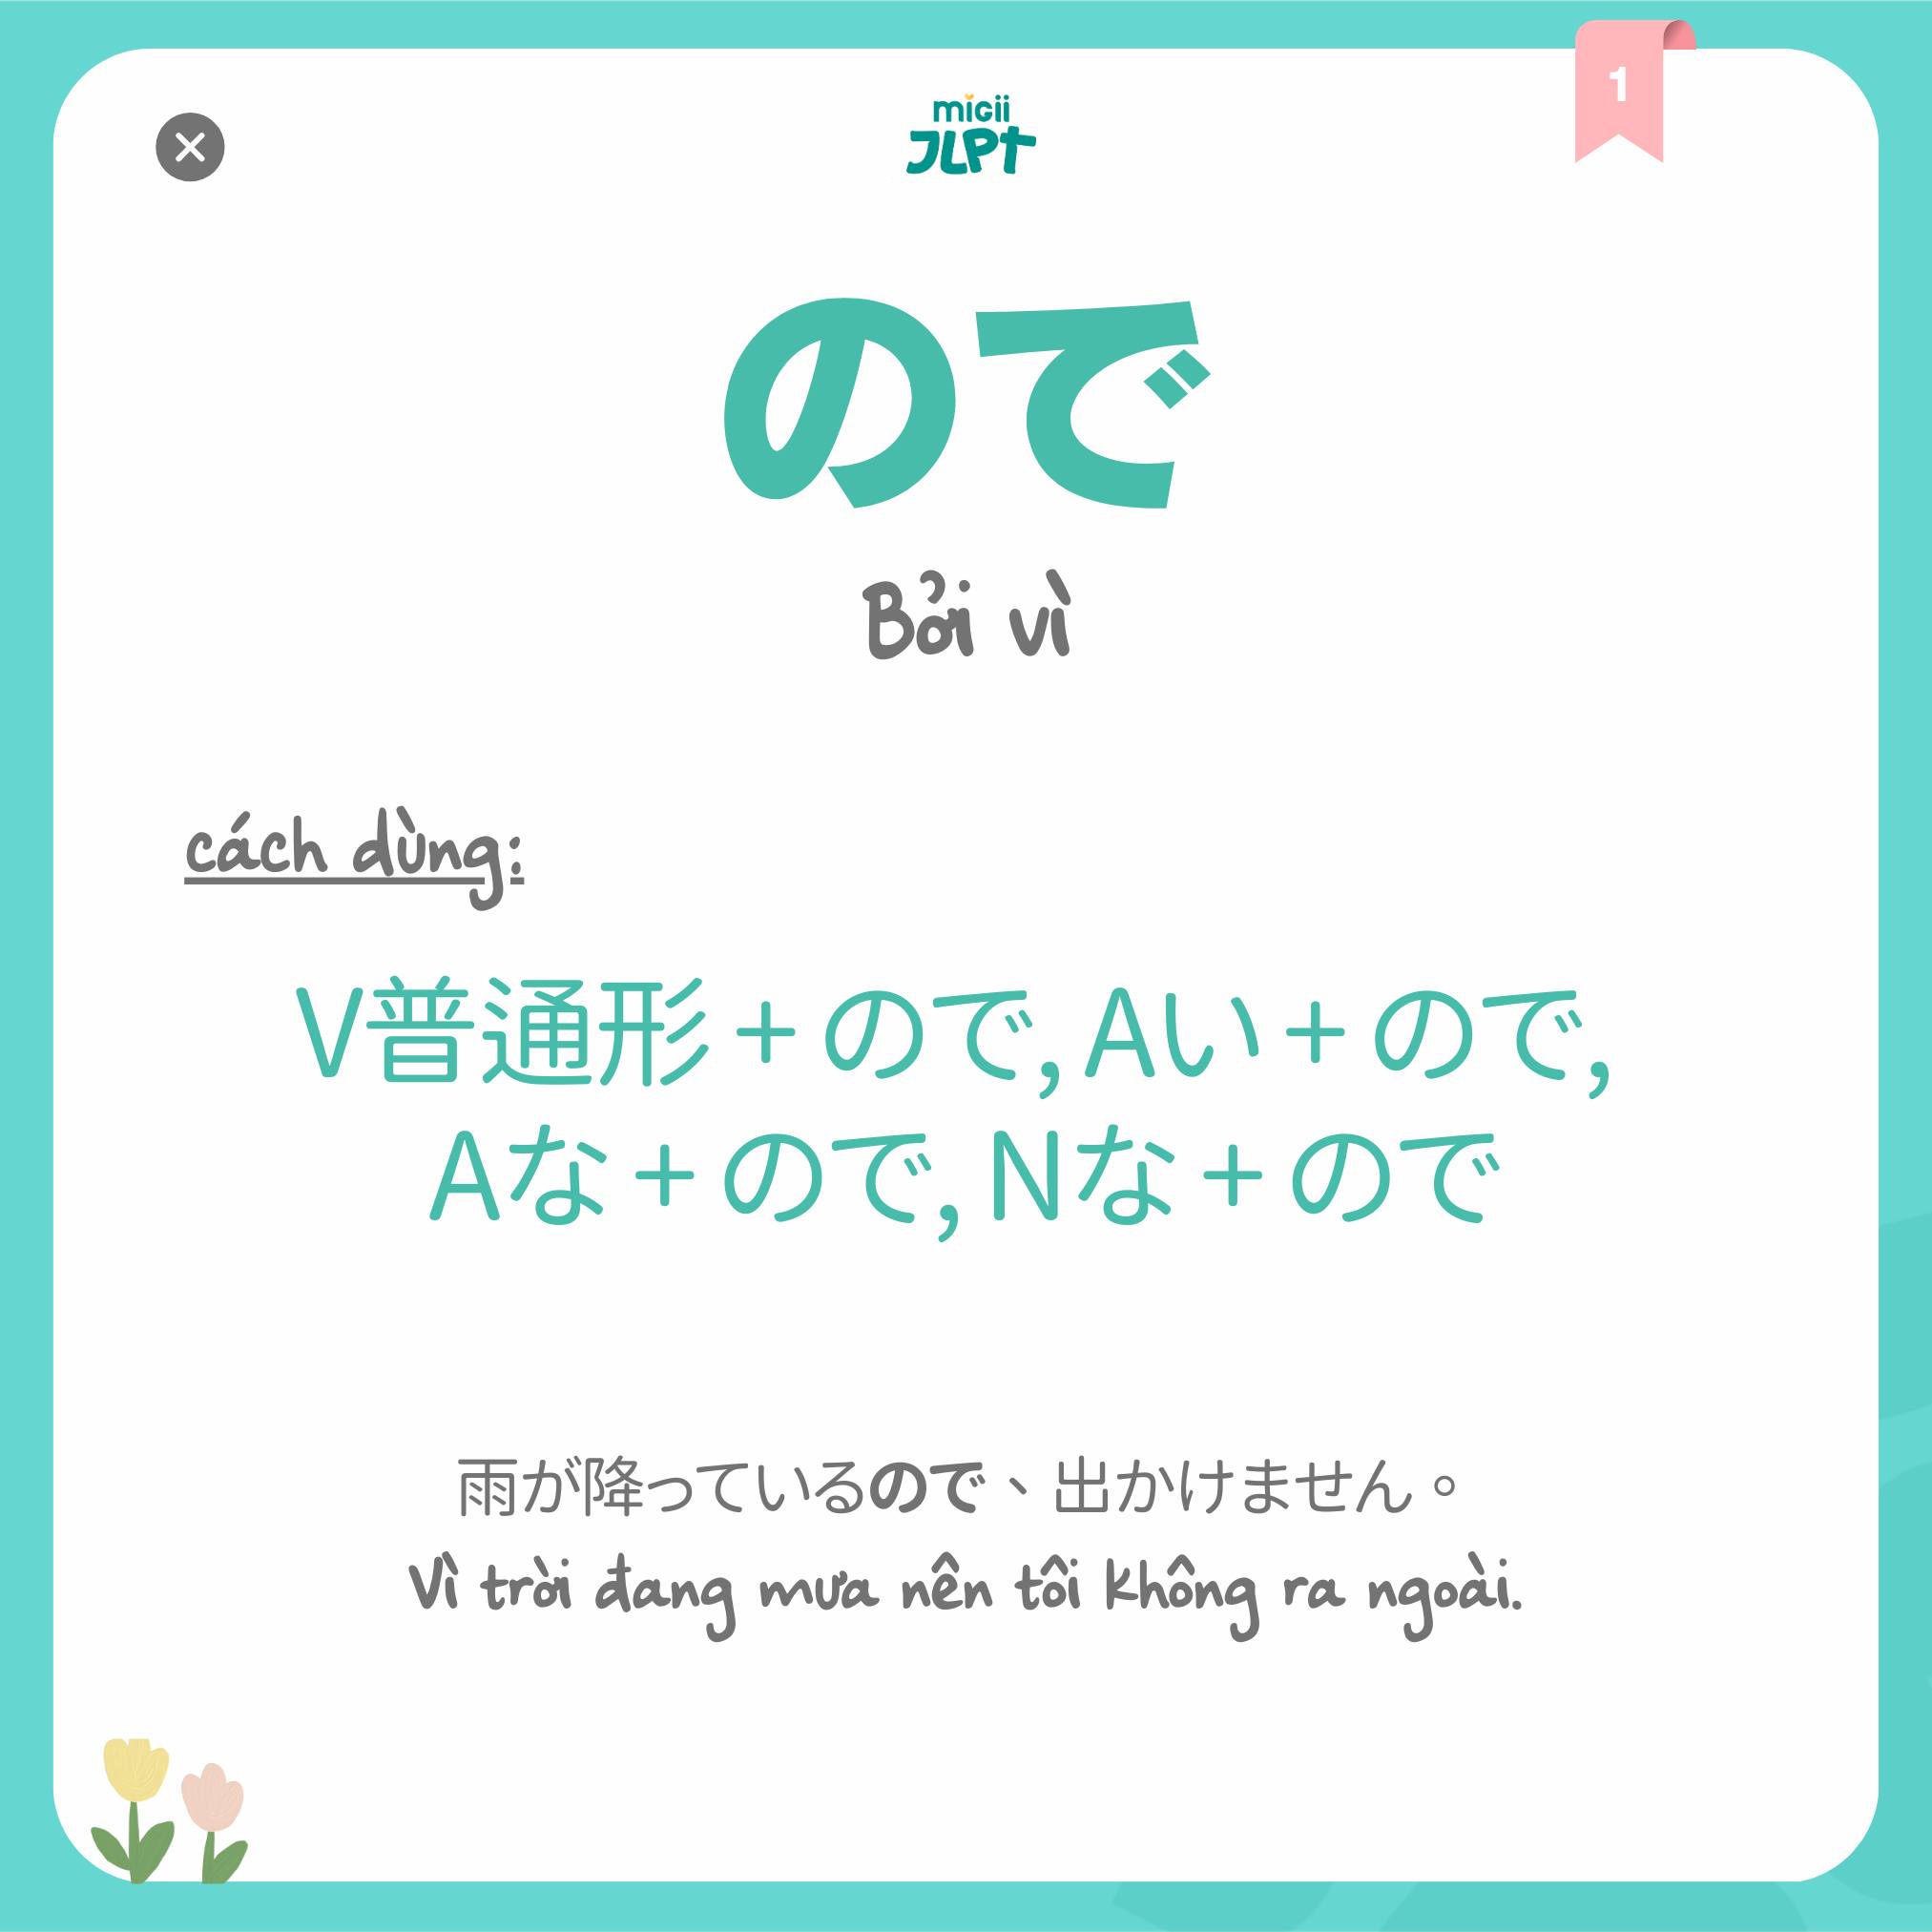 1
migii
JLPT
ので
Bởi vì
cách dùng:
V普通形 + ので, Aい + ので,
Aな + ので, Nな + ので
雨が降っているので、出かけません。
Vì trời đang mưa nên tôi không ra ngoài.